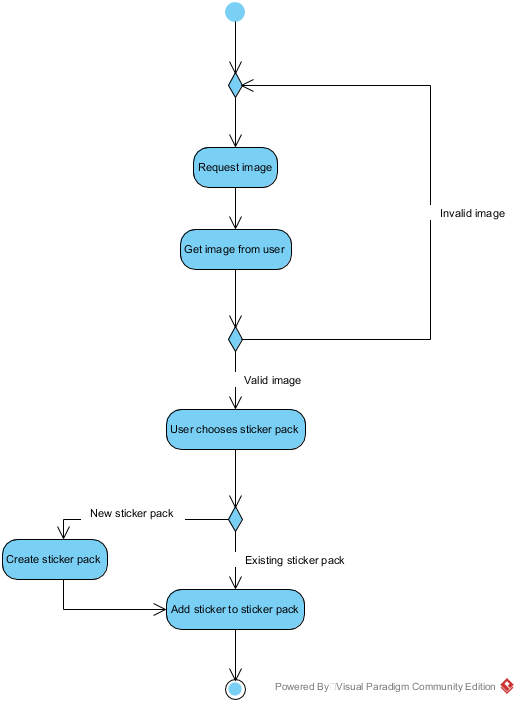 Request image
Invalid image
Get image from user
Valid image
User chooses sticker pack
New sticker pack
Create sticker pack
Existing sticker pack
Add sticker to sticker pack
Powered By Visual Paradigm Community Edition